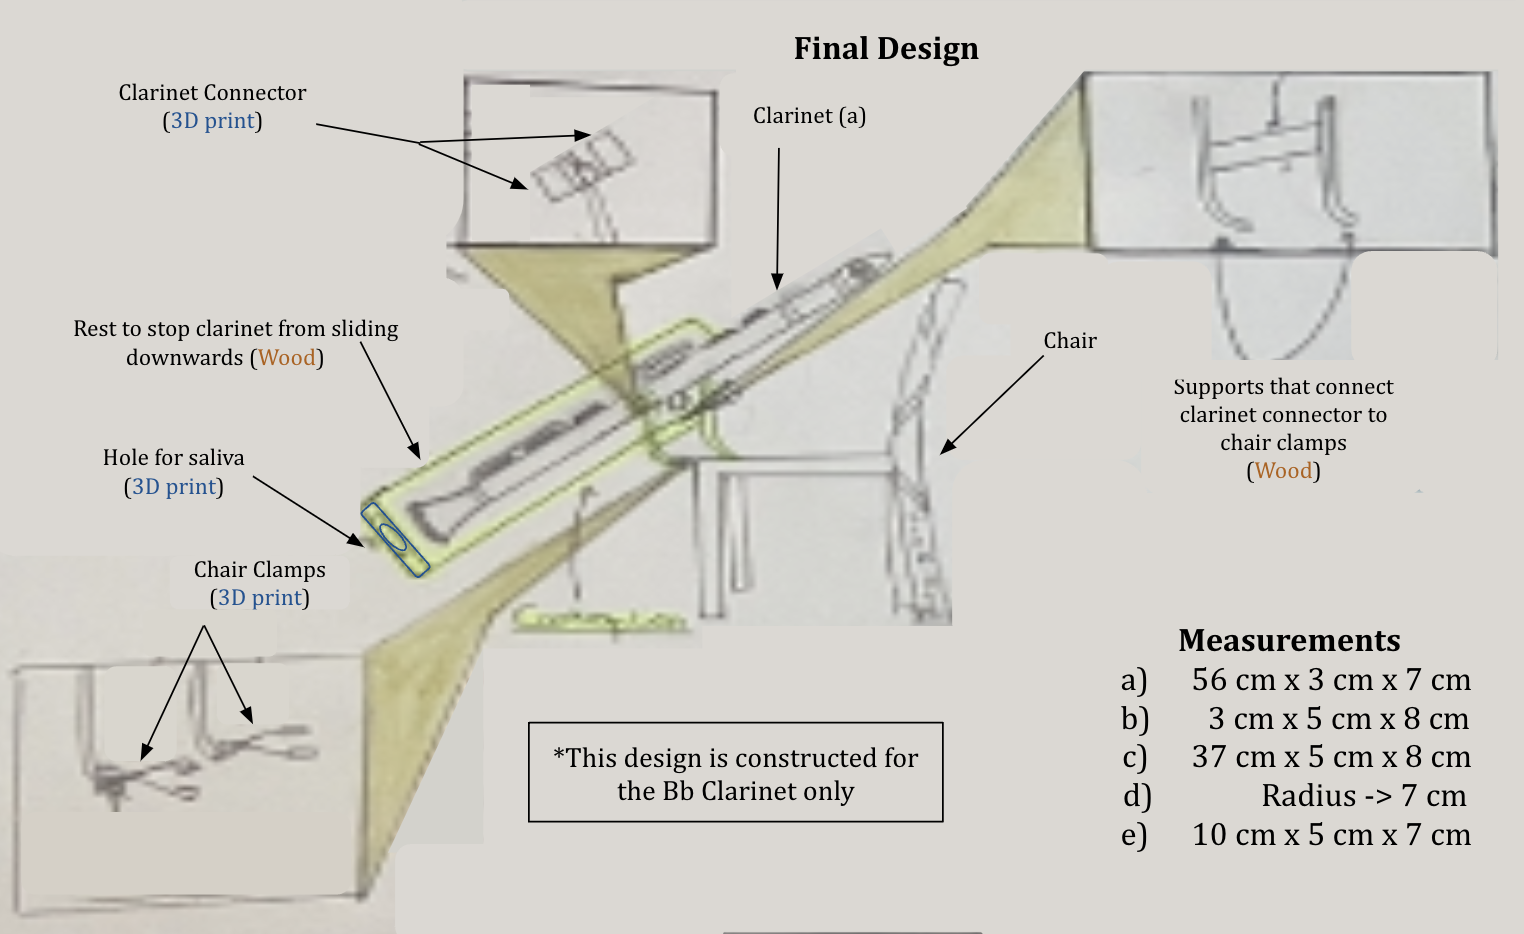 Final Design
Clarinet Connector
(3D print)
Clarinet (a)
Rest to stop clarinet from sliding
downwards (Wood)
Chair
Supports that connect
clarinet connector to
chair clamps
(Wood)
Hole for saliva
(3D print)
Chair Clamps
(3D print)
*This design is constructed for
the Bb Clarinet only
Measurements
a) 56 cm x 3 cm x 7 cm
b) 3 cm x 5 cm x 8 cm
c) 37 cm x 5 cm x 8 cm
d) Radius -> 7 cm
e) 10 cm x 5 cm x 7 cm